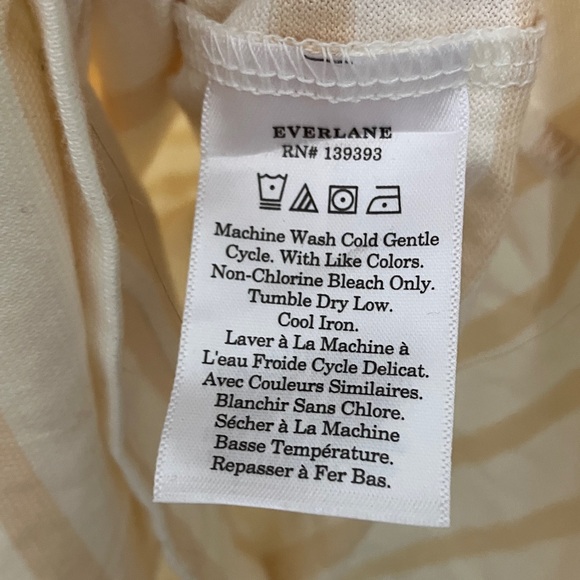 EVERLANE
RN# 139393
Machine Wash Cold Gentle
Cycle. With Like Colors.
Non-Chlorine Bleach Only.
Tumble Dry Low.
Cool Iron.
Laver à La Machine à
L'eau Froide Cycle Delicat.
Avec Couleurs Similaires.
Blanchir Sans Chlore.
Sécher à La Machine
Basse Température.
Repasser à Fer Bas.